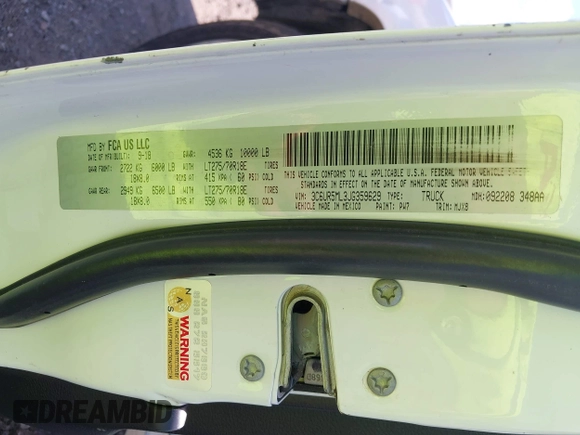 MFD BY FCA US LLC
DATE OF MFR/BUILT: 9-18 GVWR: 4536 KG 10000 LB
GAWR FRONT: 2722 KG 6000 LB WITH LT275/70R18E TIRES
18X8.0 RIMS AT 415 KPA ( 60 PSI COLD
GAWR REAR: 2949 KG 6500 LB WITH LT275/70R18E TIRES
18X8.0 RIMS AT 550 KPA ( 80 PSI COLD
THIS VEHICLE CONFORMS TO ALL APPLICABLE U.S.A. FEDERAL MOTOR VEHICLE SAFETY
STANDARDS IN EFFECT ON THE DATE OF MANUFACTURE SHOWN ABOVE
VIN: 3C6UR5ML3JG359629 TYPE: TRUCK MDH: 092208 348AA
VEHICLE MADE IN MEXICO PAINT: PW7 TRIM: MJX8
NAS
WARNING
DREAMBID